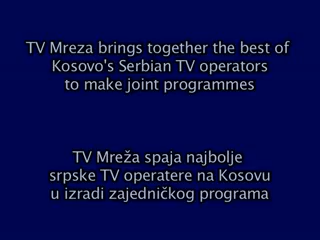 TV Mreza brings together the best of
Kosovo's Serbian TV operators
to make joint programmes
TV Mreža spaja najbolje
srpske TV operatere na Kosovu
u izradi zajedničkog programa